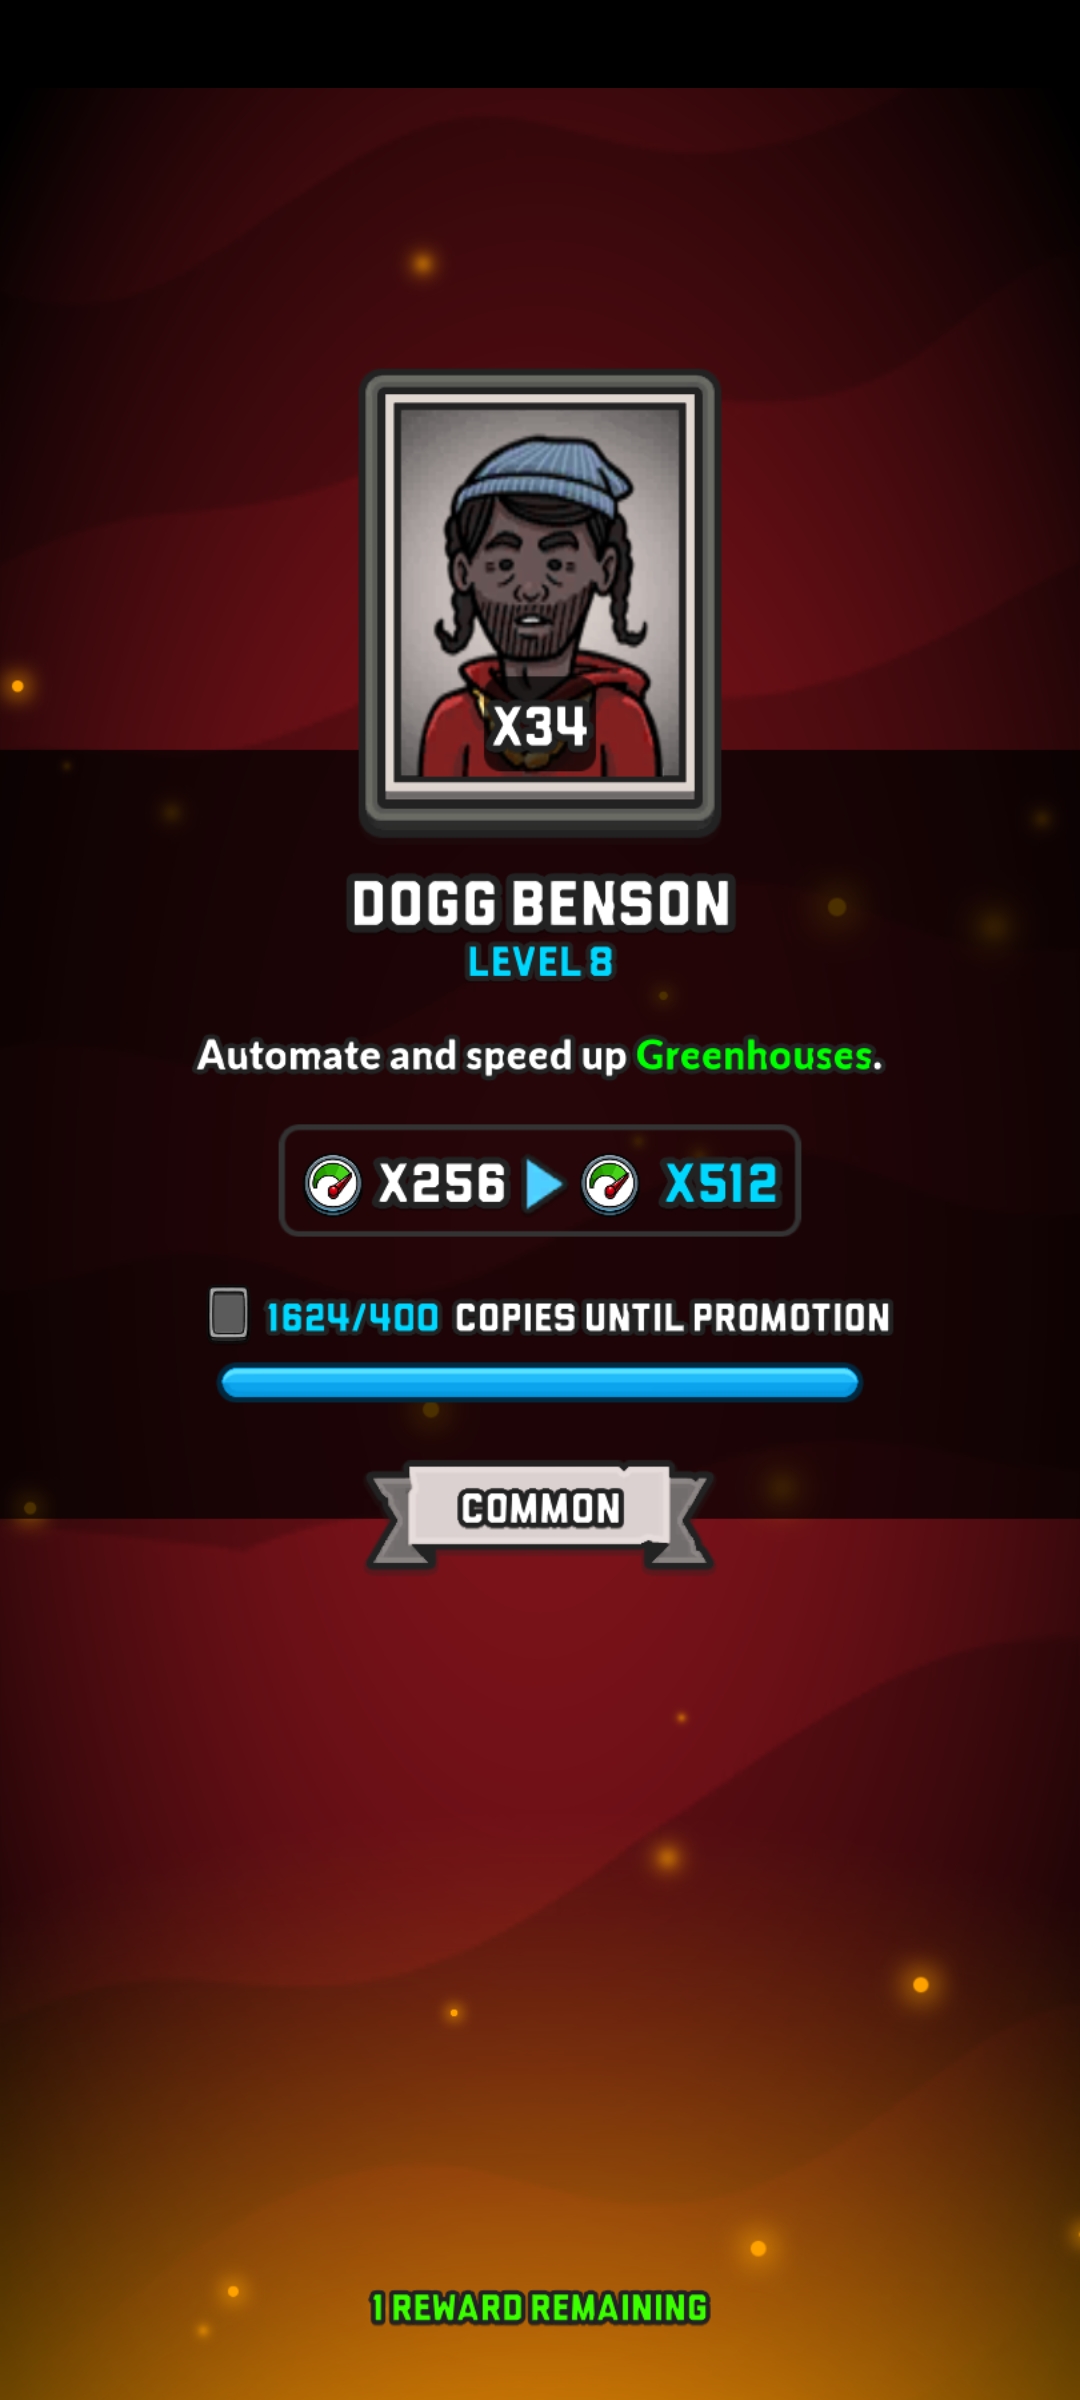 X34
DOGG BENSON
LEVEL 8
Automate and speed up Greenhouses.
X256 X512
1624/400 COPIES UNTIL PROMOTION
COMMON
1 REWARD REMAINING